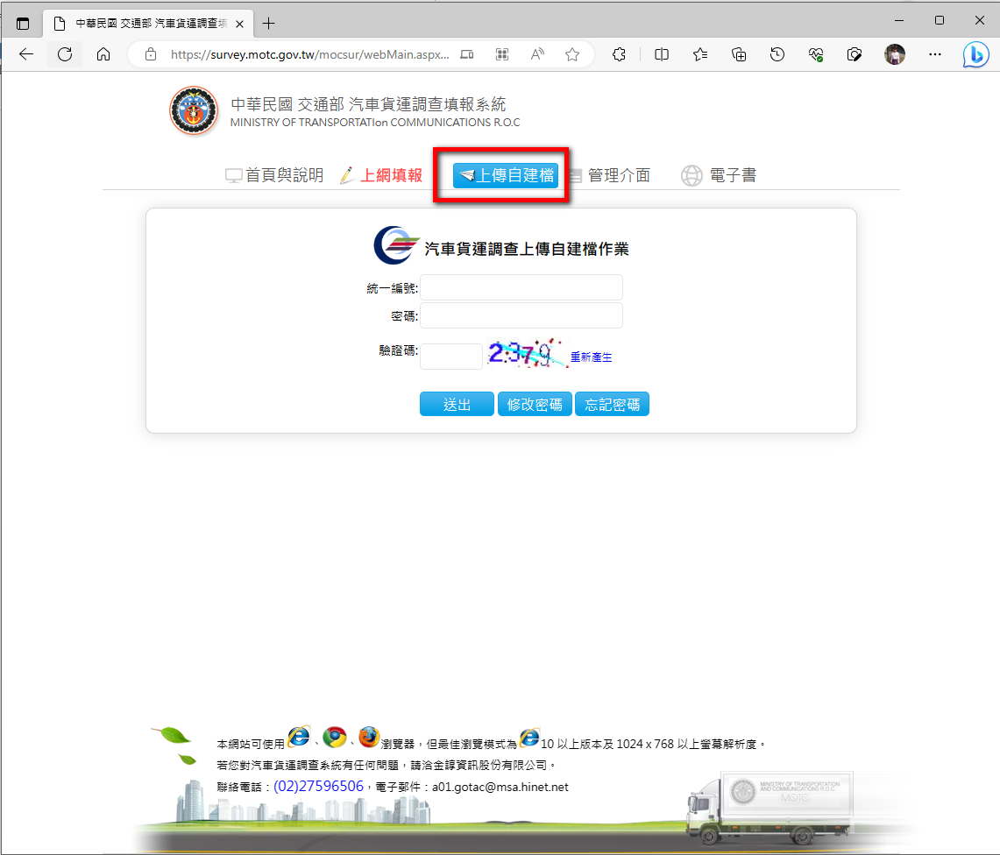 中華民國 交通部 汽車貨運調查填
https://survey.motc.gov.tw/mocsur/webMain.aspx...
中華民國 交通部 汽車貨運調查填報系統
MINISTRY OF TRANSPORTATIon COMMUNICATIONS R.O.C
首頁與說明 上網填報 上傳自建檔 管理介面 電子書
汽車貨運調查上傳自建檔作業
統一編號:
密碼:
驗證碼: 2379 重新產生
送出 修改密碼 忘記密碼
本網站可使用、、瀏覽器，但最佳瀏覽模式為10 以上版本及 1024 x 768 以上螢幕解析度。
若您對汽車貨運調查系統有任何問題，請洽金諄資訊股份有限公司。
聯絡電話：(02)27596506，電子郵件：a01.gotac@msa.hinet.net
MINISTRY OF TRANSPORTATION
AND COMMUNICATIONS R.O.C.
MOTC